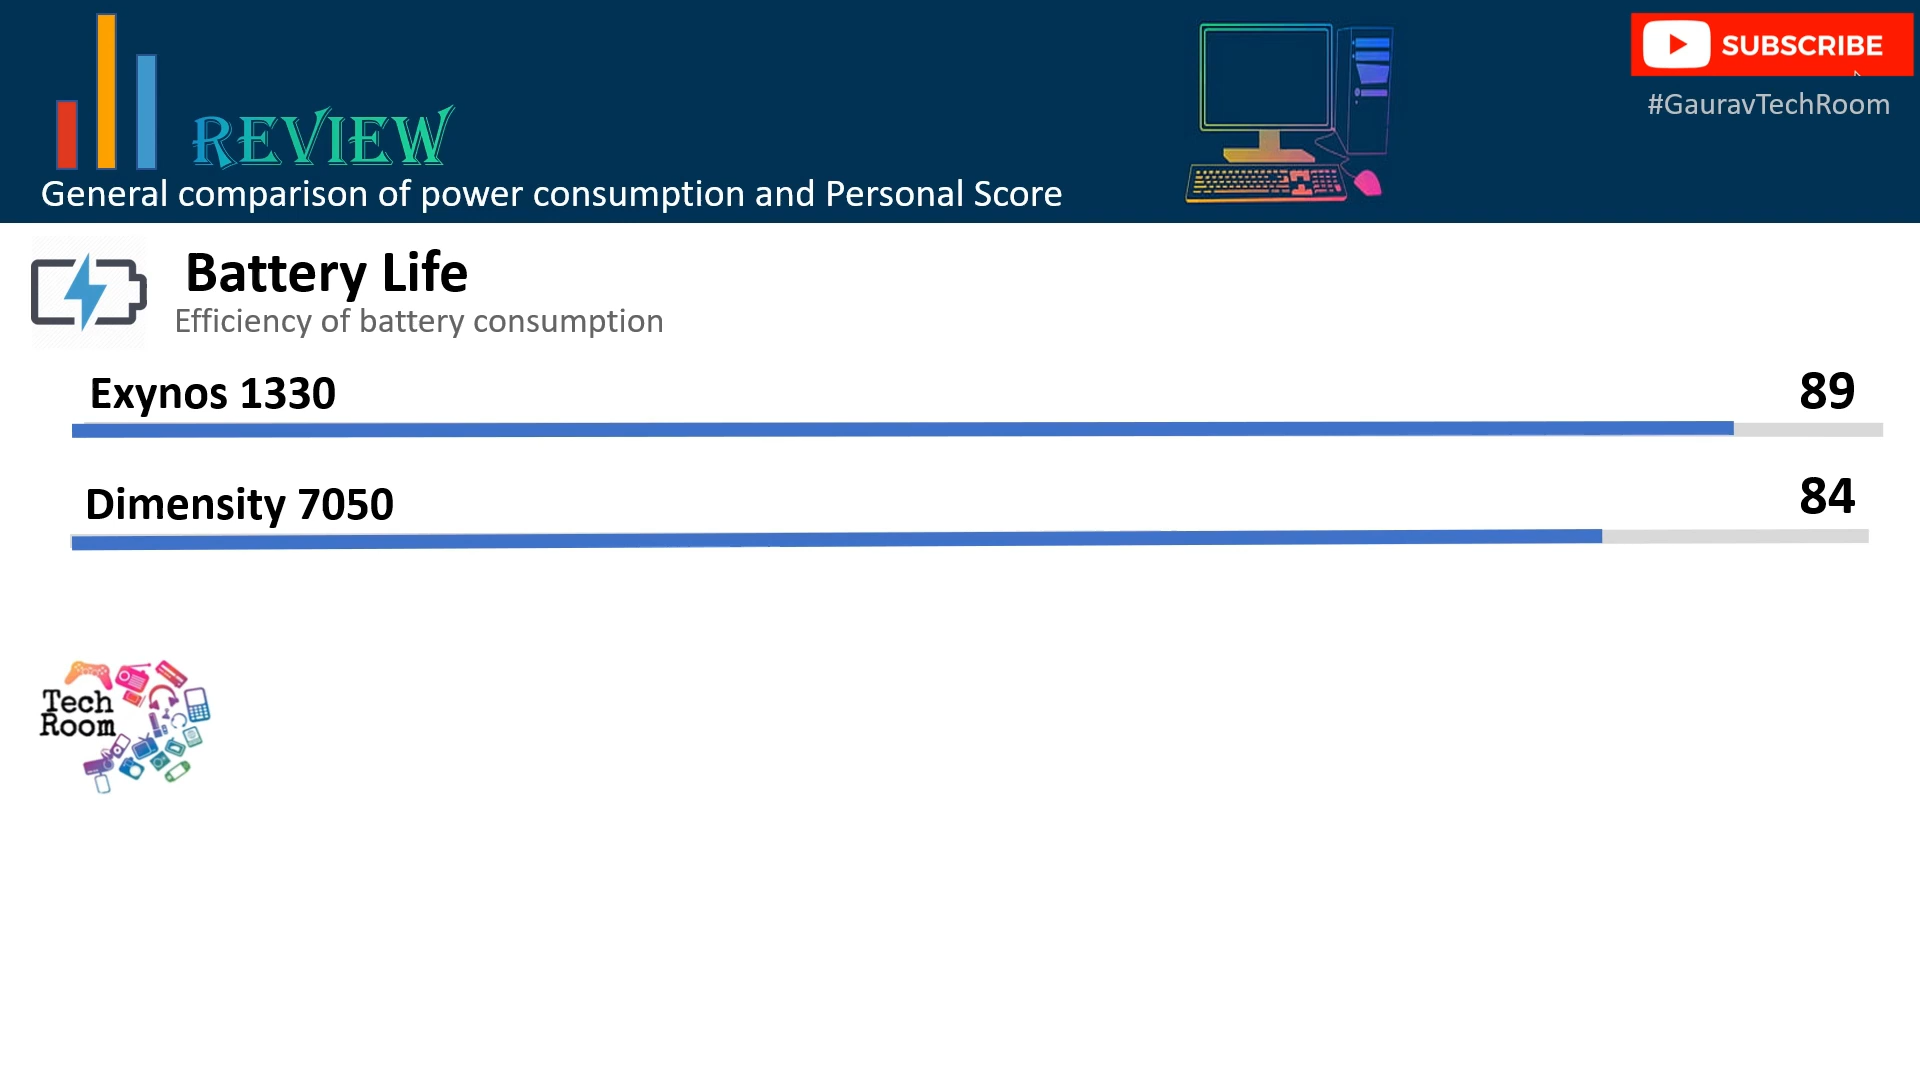 SUBSCRIBE
#GauravTechRoom
REVIEW
General comparison of power consumption and Personal Score
Battery Life
Efficiency of battery consumption
Exynos 1330 89
Dimensity 7050 84
Tech
Room